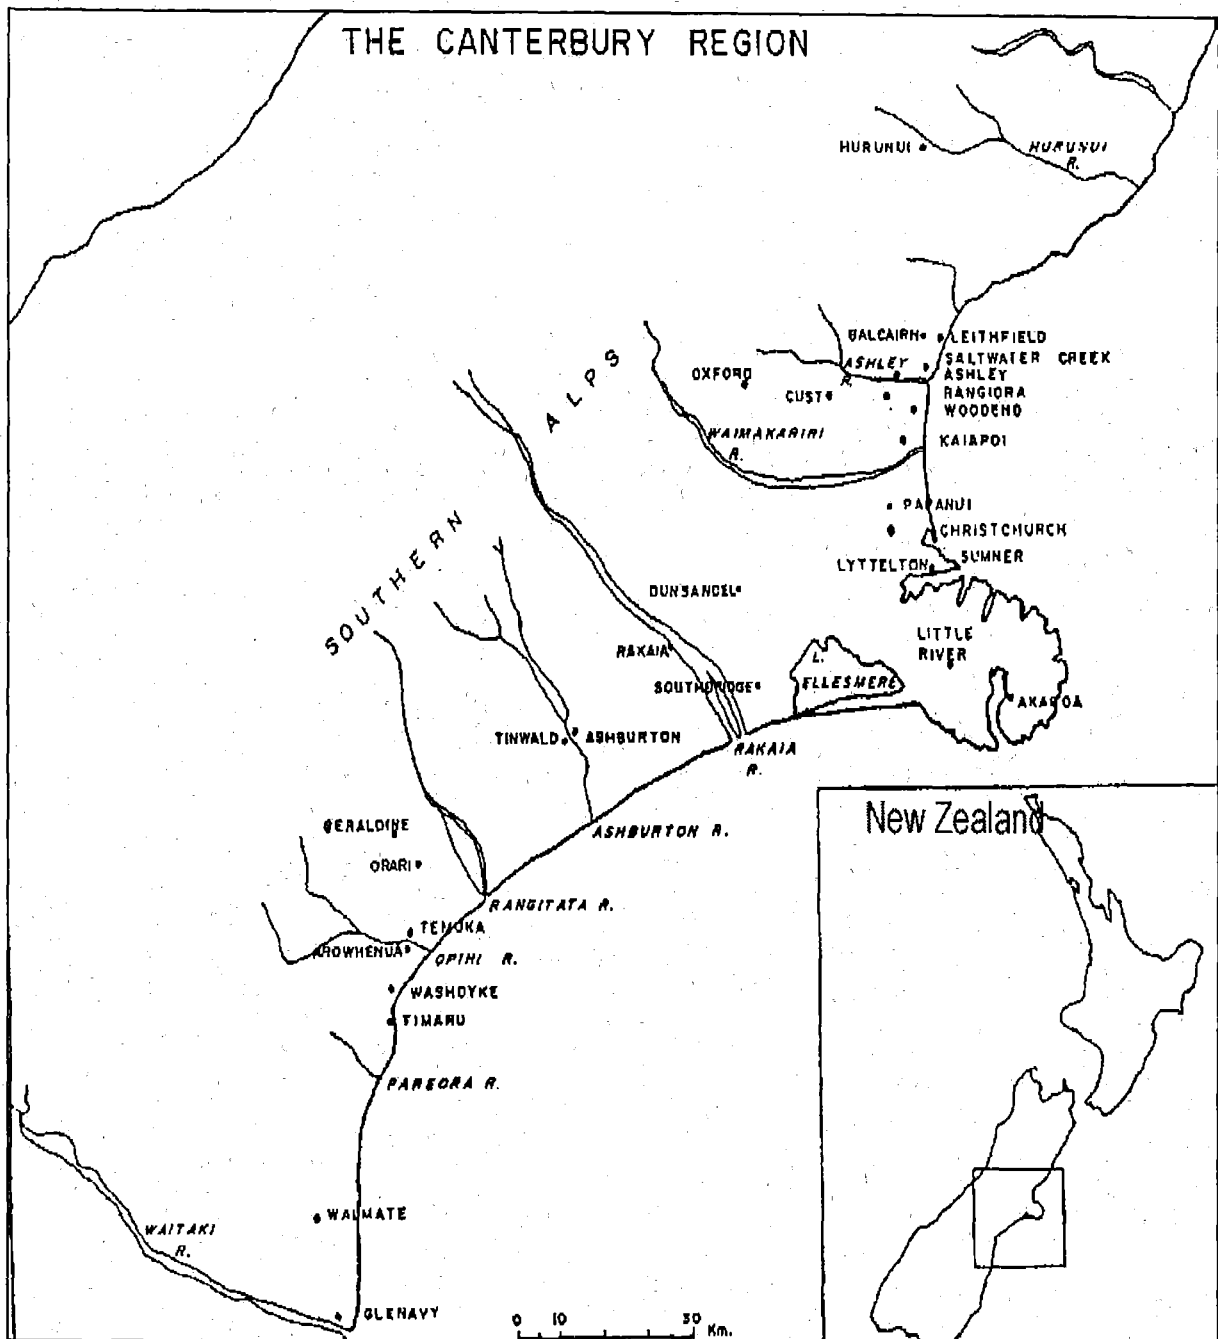 THE CANTERBURY REGION
HURUNUI
HURUNUI
R.
BALCAIRH
LEITHFIELD
SALTWATER CREEK
ASHLEY
R.
ASHLEY
OXFORD
CUST
RANGIORA
WOODEND
WAIMAKARIRI
R.
KAIAPOI
PAPANUI
CHRISTCHURCH
SUMNER
LYTTELTON
SOUTHERN ALPS
DUNSANDEL
RAKAIA
SOUTHBRIDGE
LITTLE
RIVER
L.
ELLESMERE
AKAROA
TINWALD
ASHBURTON
RAKAIA
R.
ASHBURTON R.
GERALDINE
ORARI
RANGITATA R.
TEMUKA
AROWHENUA
OPIHI R.
WASHDYKE
TIMARU
PAREORA R.
WAIMATE
WAITAKI
R.
GLENAVY
0 10 30 Km.
New Zealand